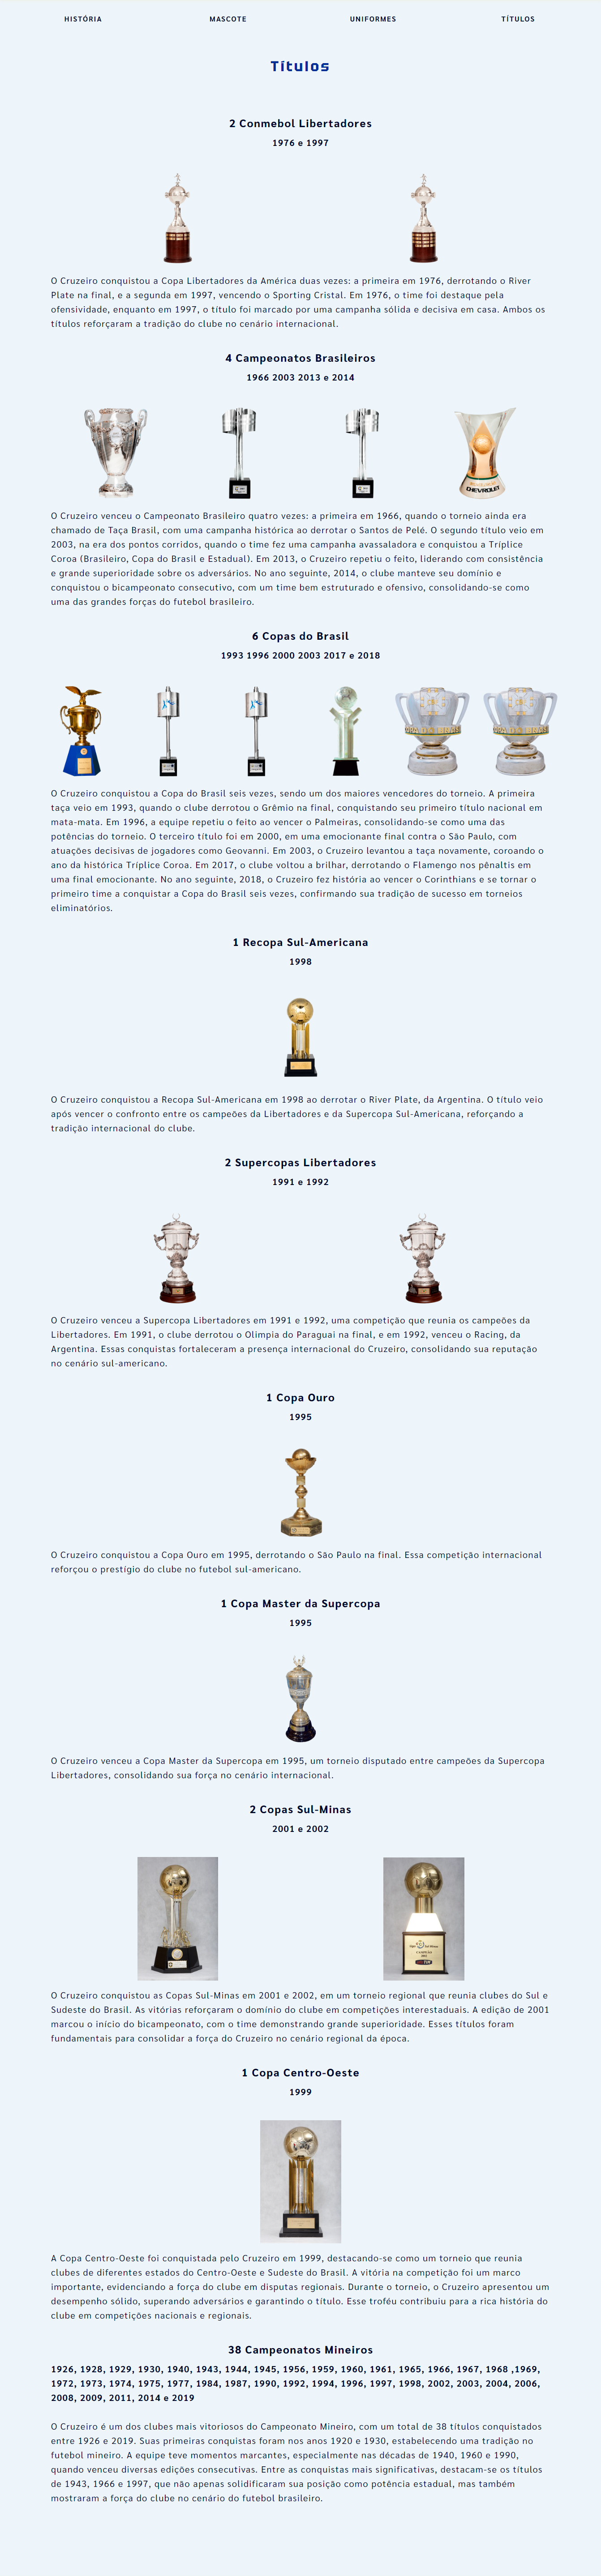 HISTÓRIA MASCOTE UNIFORMES TÍTULOS
Títulos
2 Conmebol Libertadores
1976 e 1997
O Cruzeiro conquistou a Copa Libertadores da América duas vezes: a primeira em 1976, derrotando o River
Plate na final, e a segunda em 1997, vencendo o Sporting Cristal. Em 1976, o time foi destaque pela
ofensividade, enquanto em 1997, o título foi marcado por uma campanha sólida e decisiva em casa. Ambos os
títulos reforçaram a tradição do clube no cenário internacional.
4 Campeonatos Brasileiros
1966 2003 2013 e 2014
CHEVROLET
O Cruzeiro venceu o Campeonato Brasileiro quatro vezes: a primeira em 1966, quando o torneio ainda era
chamado de Taça Brasil, com uma campanha histórica ao derrotar o Santos de Pelé. O segundo título veio em
2003, na era dos pontos corridos, quando o time fez uma campanha avassaladora e conquistou a Tríplice
Coroa (Brasileiro, Copa do Brasil e Estadual). Em 2013, o Cruzeiro repetiu o feito, liderando com consistência
e grande superioridade sobre os adversários. No ano seguinte, 2014, o clube manteve seu domínio e
conquistou o bicampeonato consecutivo, com um time bem estruturado e ofensivo, consolidando-se como
uma das grandes forças do futebol brasileiro.
6 Copas do Brasil
1993 1996 2000 2003 2017 e 2018
O Cruzeiro conquistou a Copa do Brasil seis vezes, sendo um dos maiores vencedores do torneio. A primeira
taça veio em 1993, quando o clube derrotou o Grêmio na final, conquistando seu primeiro título nacional em
mata-mata. Em 1996, a equipe repetiu o feito ao vencer o Palmeiras, consolidando-se como uma das
potências do torneio. O terceiro título foi em 2000, em uma emocionante final contra o São Paulo, com
atuações decisivas de jogadores como Geovanni. Em 2003, o Cruzeiro levantou a taça novamente, coroando o
ano da histórica Tríplice Coroa. Em 2017, o clube voltou a brilhar, derrotando o Flamengo nos pênaltis em
uma final emocionante. No ano seguinte, 2018, o Cruzeiro fez história ao vencer o Corinthians e se tornar o
primeiro time a conquistar a Copa do Brasil seis vezes, confirmando sua tradição de sucesso em torneios
eliminatórios.
1 Recopa Sul-Americana
1998
O Cruzeiro conquistou a Recopa Sul-Americana em 1998 ao derrotar o River Plate, da Argentina. O título veio
após vencer o confronto entre os campeões da Libertadores e da Supercopa Sul-Americana, reforçando a
tradição internacional do clube.
2 Supercopas Libertadores
1991 e 1992
O Cruzeiro venceu a Supercopa Libertadores em 1991 e 1992, uma competição que reunia os campeões da
Libertadores. Em 1991, o clube derrotou o Olimpia do Paraguai na final, e em 1992, venceu o Racing, da
Argentina. Essas conquistas fortaleceram a presença internacional do Cruzeiro, consolidando sua reputação
no cenário sul-americano.
1 Copa Ouro
1995
O Cruzeiro conquistou a Copa Ouro em 1995, derrotando o São Paulo na final. Essa competição internacional
reforçou o prestígio do clube no futebol sul-americano.
1 Copa Master da Supercopa
1995
O Cruzeiro venceu a Copa Master da Supercopa em 1995, um torneio disputado entre campeões da Supercopa
Libertadores, consolidando sua força no cenário internacional.
2 Copas Sul-Minas
2001 e 2002
O Cruzeiro conquistou as Copas Sul-Minas em 2001 e 2002, em um torneio regional que reunia clubes do Sul e
Sudeste do Brasil. As vitórias reforçaram o domínio do clube em competições interestaduais. A edição de 2001
marcou o início do bicampeonato, com o time demonstrando grande superioridade. Esses títulos foram
fundamentais para consolidar a força do Cruzeiro no cenário regional da época.
1 Copa Centro-Oeste
1999
A Copa Centro-Oeste foi conquistada pelo Cruzeiro em 1999, destacando-se como um torneio que reunia
clubes de diferentes estados do Centro-Oeste e Sudeste do Brasil. A vitória na competição foi um marco
importante, evidenciando a força do clube em disputas regionais. Durante o torneio, o Cruzeiro apresentou um
desempenho sólido, superando adversários e garantindo o título. Esse troféu contribuiu para a rica história do
clube em competições nacionais e regionais.
38 Campeonatos Mineiros
1926, 1928, 1929, 1930, 1940, 1943, 1944, 1945, 1956, 1959, 1960, 1961, 1965, 1966, 1967, 1968 ,1969,
1972, 1973, 1974, 1975, 1977, 1984, 1987, 1990, 1992, 1994, 1996, 1997, 1998, 2002, 2003, 2004, 2006,
2008, 2009, 2011, 2014 e 2019
O Cruzeiro é um dos clubes mais vitoriosos do Campeonato Mineiro, com um total de 38 títulos conquistados
entre 1926 e 2019. Suas primeiras conquistas foram nos anos 1920 e 1930, estabelecendo uma tradição no
futebol mineiro. A equipe teve momentos marcantes, especialmente nas décadas de 1940, 1960 e 1990,
quando venceu diversas edições consecutivas. Entre as conquistas mais significativas, destacam-se os títulos
de 1943, 1966 e 1997, que não apenas solidificaram sua posição como potência estadual, mas também
mostraram a força do clube no cenário do futebol brasileiro.